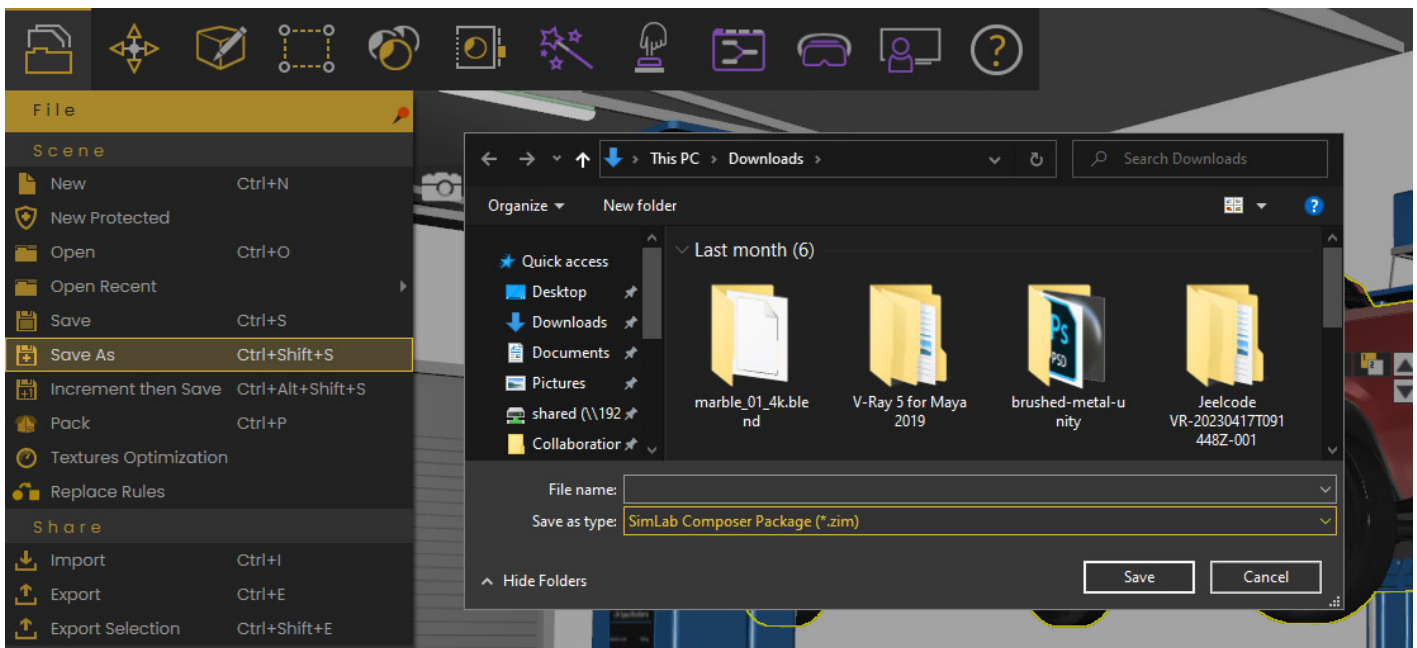 File
Scene
New Ctrl+N
New Protected
Open Ctrl+O
Open Recent
Save Ctrl+S
Save As Ctrl+Shift+S
Increment then Save Ctrl+Alt+Shift+S
Pack Ctrl+P
Textures Optimization
Replace Rules
Share
Import Ctrl+I
Export Ctrl+E
Export Selection Ctrl+Shift+E
This PC > Downloads >
Search Downloads
Organize New folder
Quick access
Desktop
Downloads
Documents
Pictures
shared (\\192
Collaboration
Last month (6)
marble_01_4k.ble
nd
V-Ray 5 for Maya
2019
Ps
PSD
brushed-metal-u
nity
Jeelcode
VR-20230417T091
448Z-001
File name:
Save as type: SimLab Composer Package (*.zim)
Hide Folders
Save Cancel